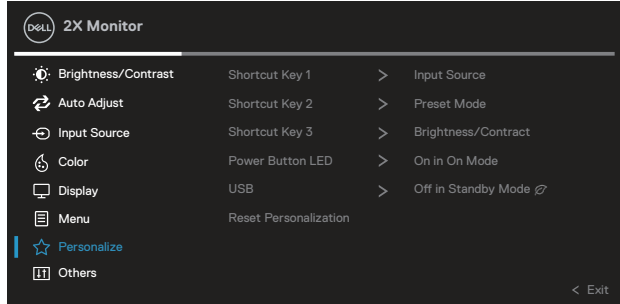 DELL 2X Monitor
Brightness/Contrast Shortcut Key 1 > Input Source
Auto Adjust Shortcut Key 2 > Preset Mode
Input Source Shortcut Key 3 > Brightness/Contract
Color Power Button LED > On in On Mode
Display USB > Off in Standby Mode
Menu Reset Personalization
Personalize
Others
< Exit